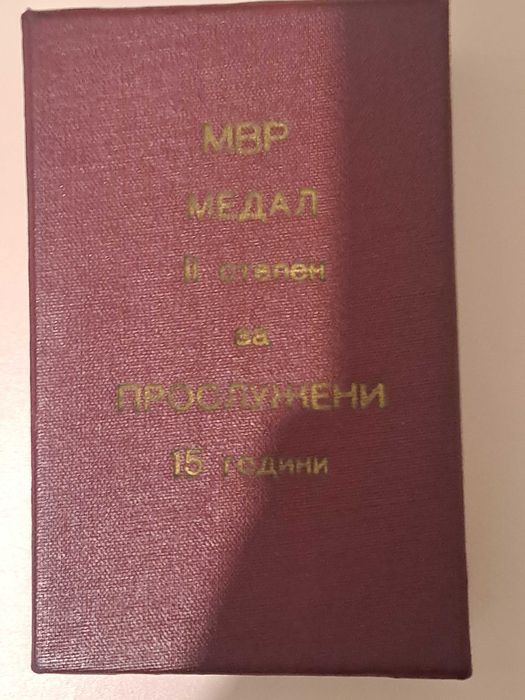 МВР
МЕДАЛ
II степен
за
ПРОСЛУЖЕНИ
15 години